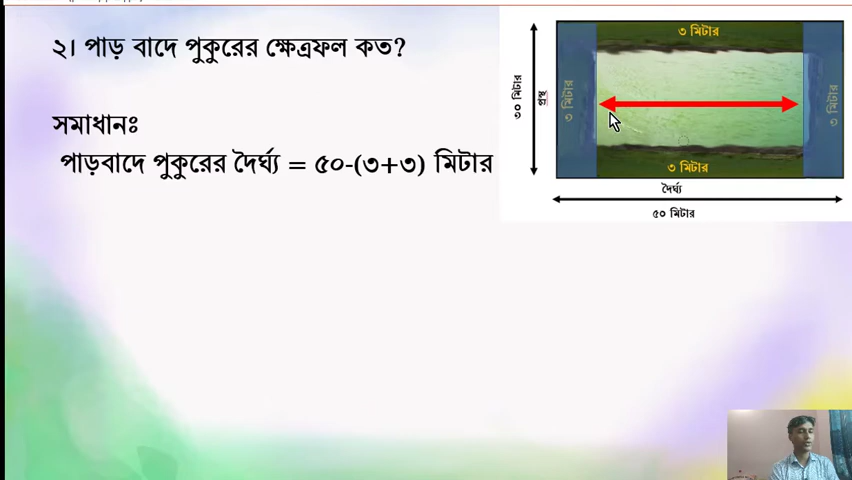 ২। পাড় বাদে পুকুরের ক্ষেত্রফল কত?
সমাধানঃ
পাড়বাদে পুকুরের দৈর্ঘ্য = ৫০-(৩+৩) মিটার
৩ মিটার
৩০ মিটার
প্রস্থ
৩ মিটার
৩ মিটার
৩ মিটার
দৈর্ঘ্য
৫০ মিটার